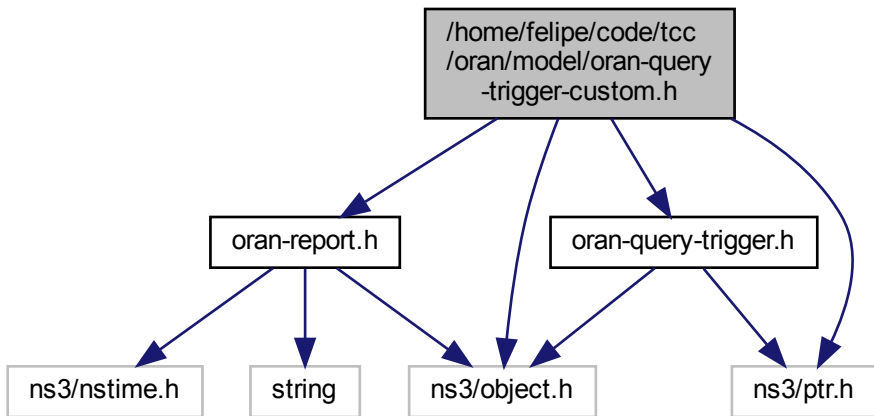 /home/felipe/code/tcc
/oran/model/oran-query
-trigger-custom.h
oran-report.h
oran-query-trigger.h
ns3/nstime.h
string
ns3/object.h
ns3/ptr.h